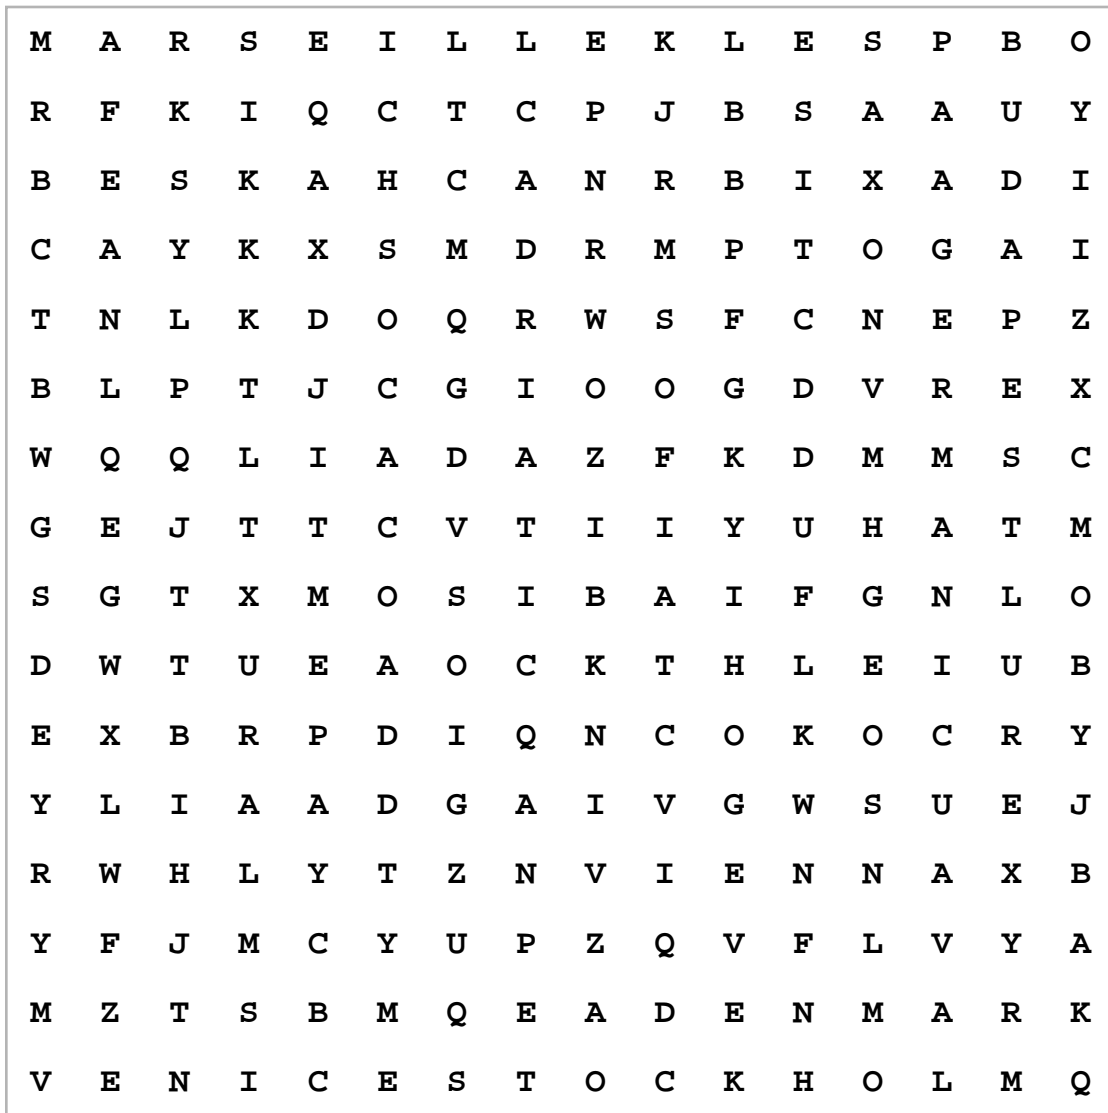 M A R S E I L L E K L E S P B O
R F K I Q C T C P J B S A A U Y
B E S K A H C A N R B I X A D I
C A Y K X S M D R M P T O G A I
T N L K D O Q R W S F C N E P Z
B L P T J C G I O O G D V R E X
W Q Q L I A D A Z F K D M M S C
G E J T T C V T I I Y U H A T M
S G T X M O S I B A I F G N L O
D W T U E A O C K T H L E I U B
E X B R P D I Q N C O K O C R Y
Y L I A A D G A I V G W S U E J
R W H L Y T Z N V I E N N A X B
Y F J M C Y U P Z Q V F L V Y A
M Z T S B M Q E A D E N M A R K
V E N I C E S T O C K H O L M Q